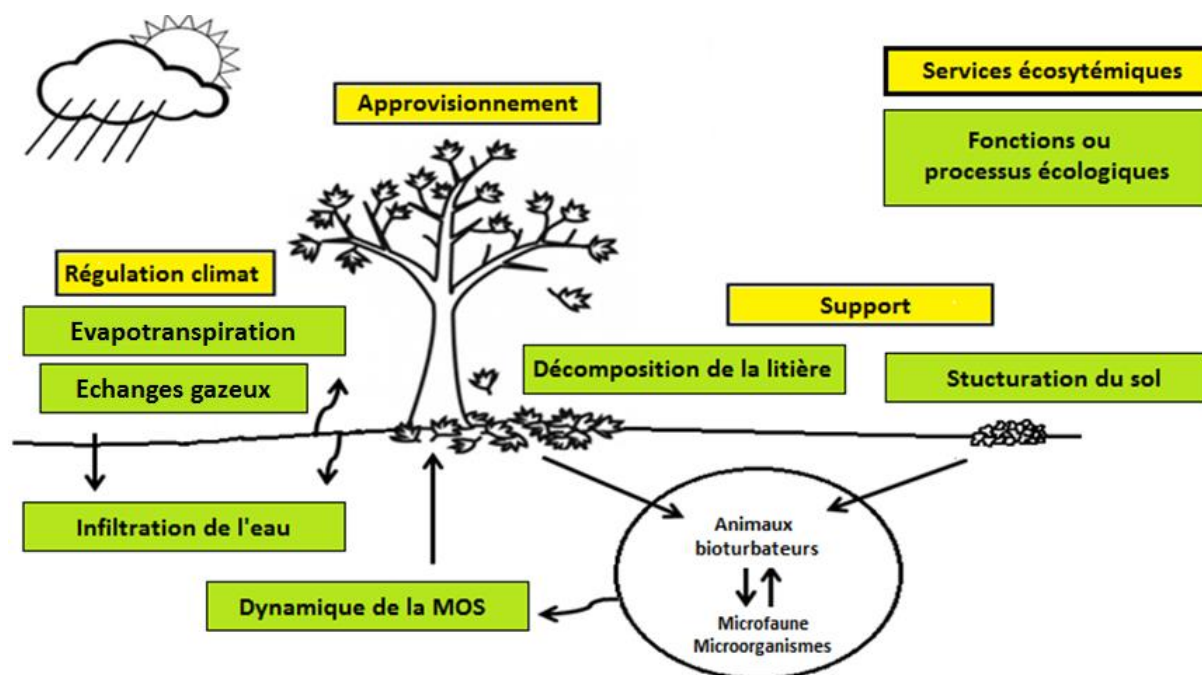 Services écosytémiques
Approvisionnement
Fonctions ou
processus écologiques
Régulation climat
Evapotranspiration
Echanges gazeux
Support
Décomposition de la litière
Stucturation du sol
Infiltration de l'eau
Animaux
bioturbateurs
Dynamique de la MOS
Microfaune
Microorganismes